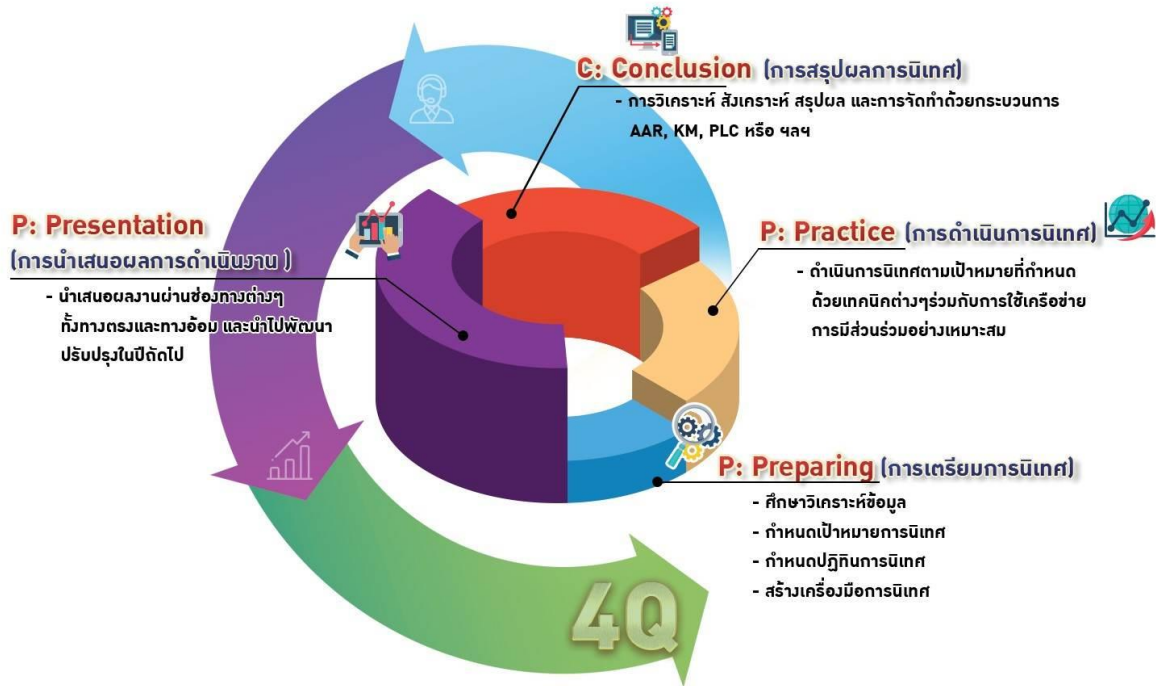 C: Conclusion (การสรุปผลการนิเทศ)
- การวิเคราะห์ สังเคราะห์ สรุปผล และการจัดทำด้วยกระบวนการ
AAR, KM, PLC หรือ ฯลฯ
P: Presentation
(การนำเสนอผลการดำเนินงาน )
- นำเสนอผลงานผ่านช่องทางต่างๆ
ทั้งทางตรงและทางอ้อม และนำไปพัฒนา
ปรับปรุงในปีถัดไป
P: Practice (การดำเนินการนิเทศ)
- ดำเนินการนิเทศตามเป้าหมายที่กำหนด
ด้วยเทคนิคต่างๆร่วมกับการใช้เครือข่าย
การมีส่วนร่วมอย่างเหมาะสม
P: Preparing (การเตรียมการนิเทศ)
- ศึกษาวิเคราะห์ข้อมูล
- กำหนดเป้าหมายการนิเทศ
- กำหนดปฏิทินการนิเทศ
- สร้างเครื่องมือการนิเทศ
4Q